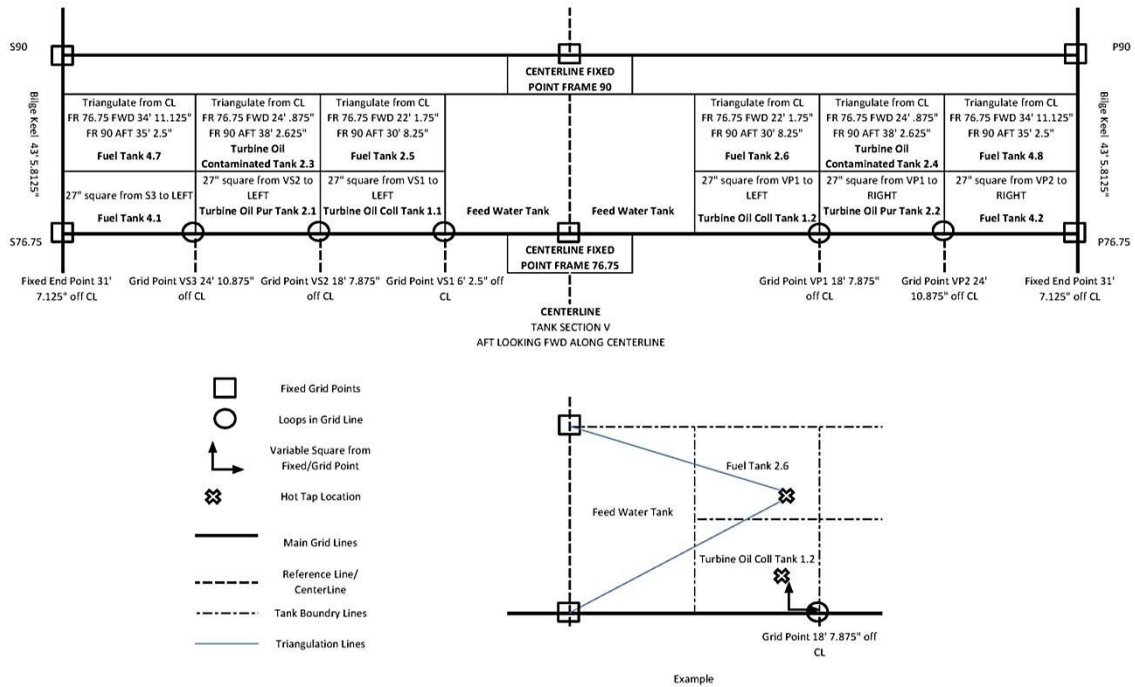 S90
P90
CENTERLINE FIXED
POINT FRAME 90
Bilge Keel 43' 5.8125"
Triangulate from CL
FR 76.75 FWD 34' 11.125"
FR 90 AFT 35' 2.5"
Fuel Tank 4.7
Triangulate from CL
FR 76.75 FWD 24' .875"
FR 90 AFT 38' 2.625"
Turbine Oil
Contaminated Tank 2.3
Triangulate from CL
FR 76.75 FWD 22' 1.75"
FR 90 AFT 30' 8.25"
Fuel Tank 2.5
Triangulate from CL
FR 76.75 FWD 22' 1.75"
FR 90 AFT 30' 8.25"
Fuel Tank 2.6
Triangulate from CL
FR 76.75 FWD 24' .875"
FR 90 AFT 38' 2.625"
Turbine Oil
Contaminated Tank 2.4
Triangulate from CL
FR 76.75 FWD 34' 11.125"
FR 90 AFT 35' 2.5"
Fuel Tank 4.8
Bilge Keel 43' 5.8125"
27" square from S3 to LEFT
Fuel Tank 4.1
27" square from VS2 to
LEFT
Turbine Oil Pur Tank 2.1
27" square from VS1 to
LEFT
Turbine Oil Coll Tank 1.1
Feed Water Tank
Feed Water Tank
27" square from VP1 to
LEFT
Turbine Oil Coll Tank 1.2
27" square from VP1 to
RIGHT
Turbine Oil Pur Tank 2.2
27" square from VP2 to
RIGHT
Fuel Tank 4.2
S76.75
P76.75
CENTERLINE FIXED
POINT FRAME 76.75
Fixed End Point 31'
7.125" off CL
Grid Point VS3 24' 10.875"
off CL
Grid Point VS2 18' 7.875"
off CL
Grid Point VS1 6' 2.5" off
CL
Grid Point VP1 18' 7.875"
off CL
Grid Point VP2 24'
10.875" off CL
Fixed End Point 31'
7.125" off CL
CENTERLINE
TANK SECTION V
AFT LOOKING FWD ALONG CENTERLINE
Fixed Grid Points
Loops in Grid Line
Variable Square from
Fixed/Grid Point
Hot Tap Location
Main Grid Lines
Reference Line/
CenterLine
Tank Boundry Lines
Triangulation Lines
Fuel Tank 2.6
Feed Water Tank
Turbine Oil Coll Tank 1.2
Grid Point 18' 7.875" off
CL
Example